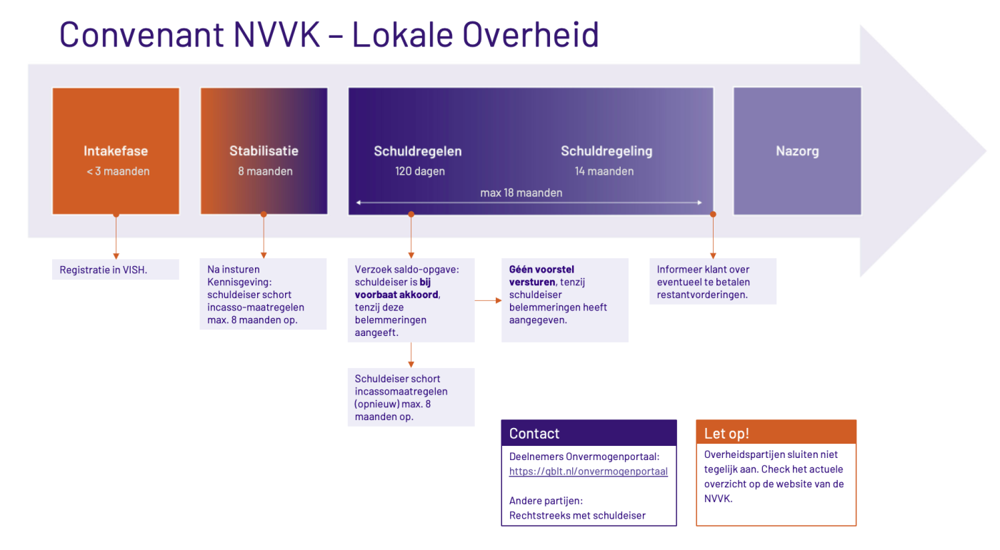 Convenant NVVK – Lokale Overheid
Intakefase
< 3 maanden
Stabilisatie
8 maanden
Schuldregelen
120 dagen
Schuldregeling
14 maanden
max 18 maanden
Nazorg
Registratie in VISH.
Na insturen
Kennisgeving:
schuldeiser schort
incasso-maatregelen
max. 8 maanden op.
Verzoek saldo-opgave:
schuldeiser is bij
voorbaat akkoord,
tenzij deze
belemmeringen
aangeeft.
Géén voorstel
versturen, tenzij
schuldeiser
belemmeringen heeft
aangegeven.
Informeer klant over
eventueel te betalen
restantvorderingen.
Schuldeiser schort
incassomaatregelen
(opnieuw) max. 8
maanden op.
Contact
Deelnemers Onvermogenportaal:
https://gblt.nl/onvermogenportaal
Andere partijen:
Rechtstreeks met schuldeiser
Let op!
Overheidspartijen sluiten niet
tegelijk aan. Check het actuele
overzicht op de website van de
NVVK.